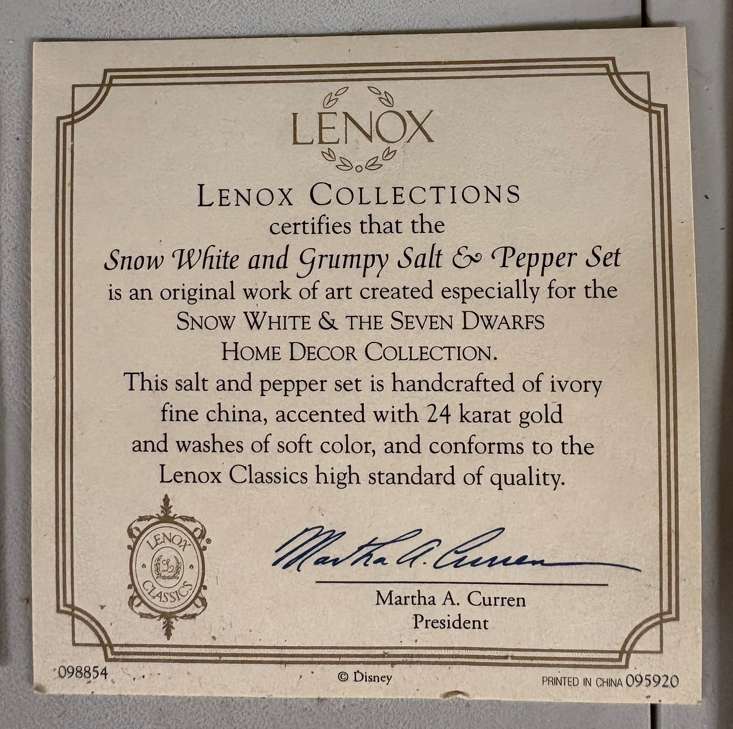 LENOX
LENOX COLLECTIONS
certifies that the
Snow White and Grumpy Salt & Pepper Set
is an original work of art created especially for the
SNOW WHITE & THE SEVEN DWARFS
HOME DECOR COLLECTION.
This salt and pepper set is handcrafted of ivory
fine china, accented with 24 karat gold
and washes of soft color, and conforms to the
Lenox Classics high standard of quality.
LENOX
CLASSICS
Martha A. Curren
Martha A. Curren
President
098854
© Disney
PRINTED IN CHINA 095920